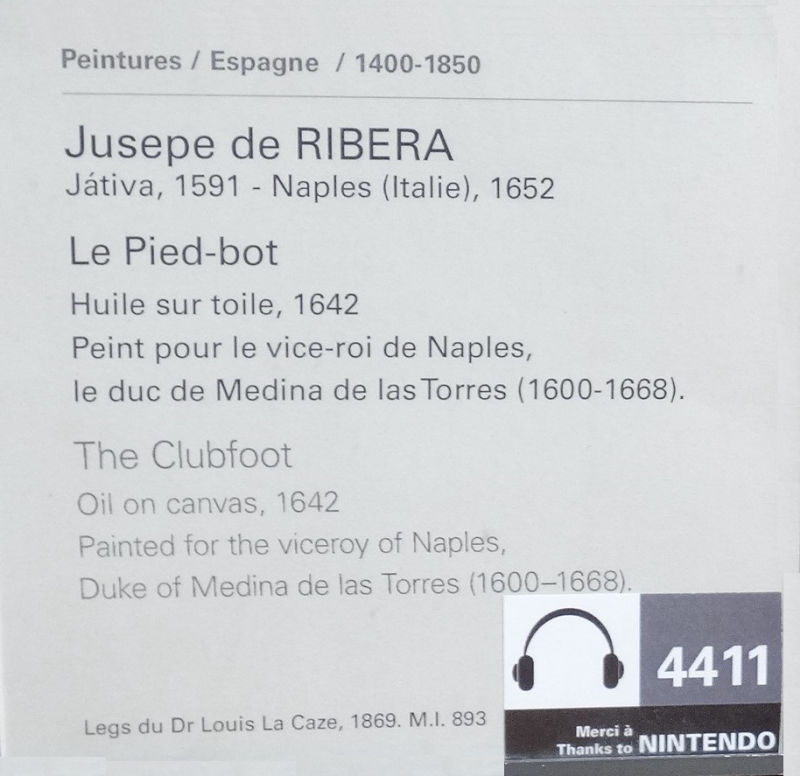 Peintures / Espagne / 1400-1850
Jusepe de RIBERA
Játiva, 1591 - Naples (Italie), 1652
Le Pied-bot
Huile sur toile, 1642
Peint pour le vice-roi de Naples,
le duc de Medina de las Torres (1600-1668).
The Clubfoot
Oil on canvas, 1642
Painted for the viceroy of Naples,
Duke of Medina de las Torres (1600–1668).
4411
Legs du Dr Louis La Caze, 1869. M.I. 893
Merci à
Thanks to NINTENDO